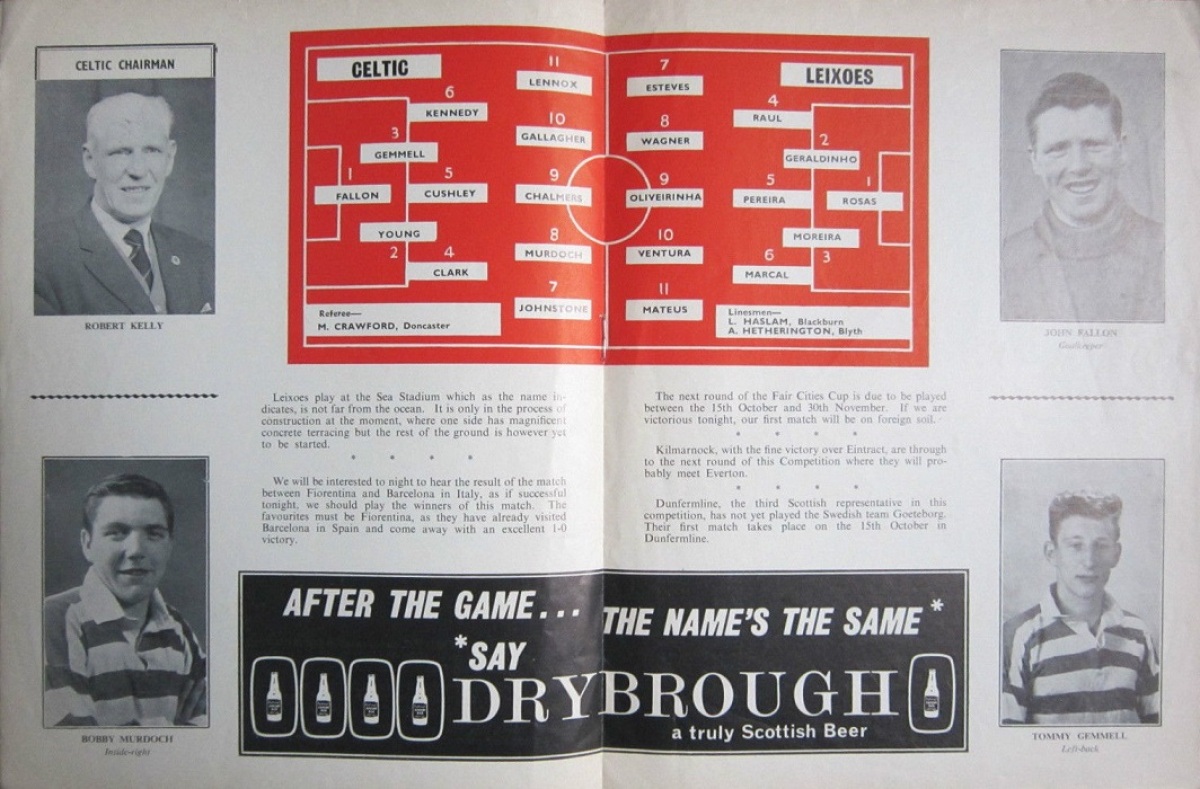 CELTIC CHAIRMAN
ROBERT KELLY
CELTIC
11
LENNOX
6
KENNEDY
10
GALLAGHER
3
GEMMELL
1
FALLON
5
CUSHLEY
9
CHALMERS
YOUNG
2
4
CLARK
8
MURDOCH
7
JOHNSTONE
Referee—
M. CRAWFORD, Doncaster
LEIXOES
7
ESTEVES
4
RAUL
8
WAGNER
2
GERALDINHO
9
OLIVEIRINHA
5
PEREIRA
1
ROSAS
10
VENTURA
MOREIRA
3
6
MARCAL
11
MATEUS
Linesmen—
L. HASLAM, Blackburn
A. HETHERINGTON, Blyth
JOHN FALLON
Goalkeeper
Leixoes play at the Sea Stadium which as the name in-
dicates, is not far from the ocean. It is only in the process of
construction at the moment, where one side has magnificent
concrete terracing but the rest of the ground is however yet
to be started.
* * * *
We will be interested to night to hear the result of the match
between Fiorentina and Barcelona in Italy, as if successful
tonight, we should play the winners of this match. The
favourites must be Fiorentina, as they have already visited
Barcelona in Spain and come away with an excellent 1-0
victory.
The next round of the Fair Cities Cup is due to be played
between the 15th October and 30th November. If we are
victorious tonight, our first match will be on foreign soil.
* * * *
Kilmarnock, with the fine victory over Eintract, are through
to the next round of this Competition where they will pro-
bably meet Everton.
* * * *
Dunfermline, the third Scottish representative in this
competition, has not yet played the Swedish team Goeteborg.
Their first match takes place on the 15th October in
Dunfermline.
BOBBY MURDOCH
Inside-right
AFTER THE GAME... THE NAME'S THE SAME *
*SAY
DRYBROUGH
a truly Scottish Beer
TOMMY GEMMELL
Left-back